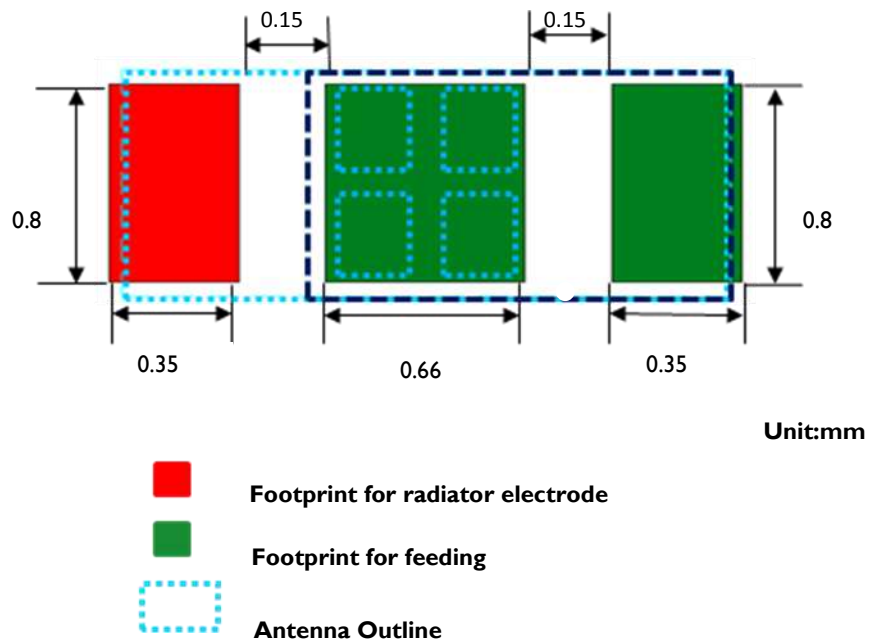 0.15 0.15
0.8 0.8
0.35 0.66 0.35
Unit:mm
Footprint for radiator electrode
Footprint for feeding
Antenna Outline